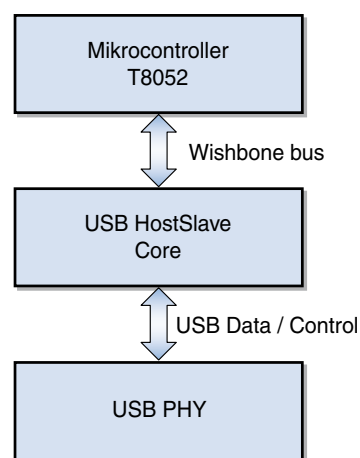 Mikrocontroller
T8052
Wishbone bus
USB HostSlave
Core
USB Data / Control
USB PHY